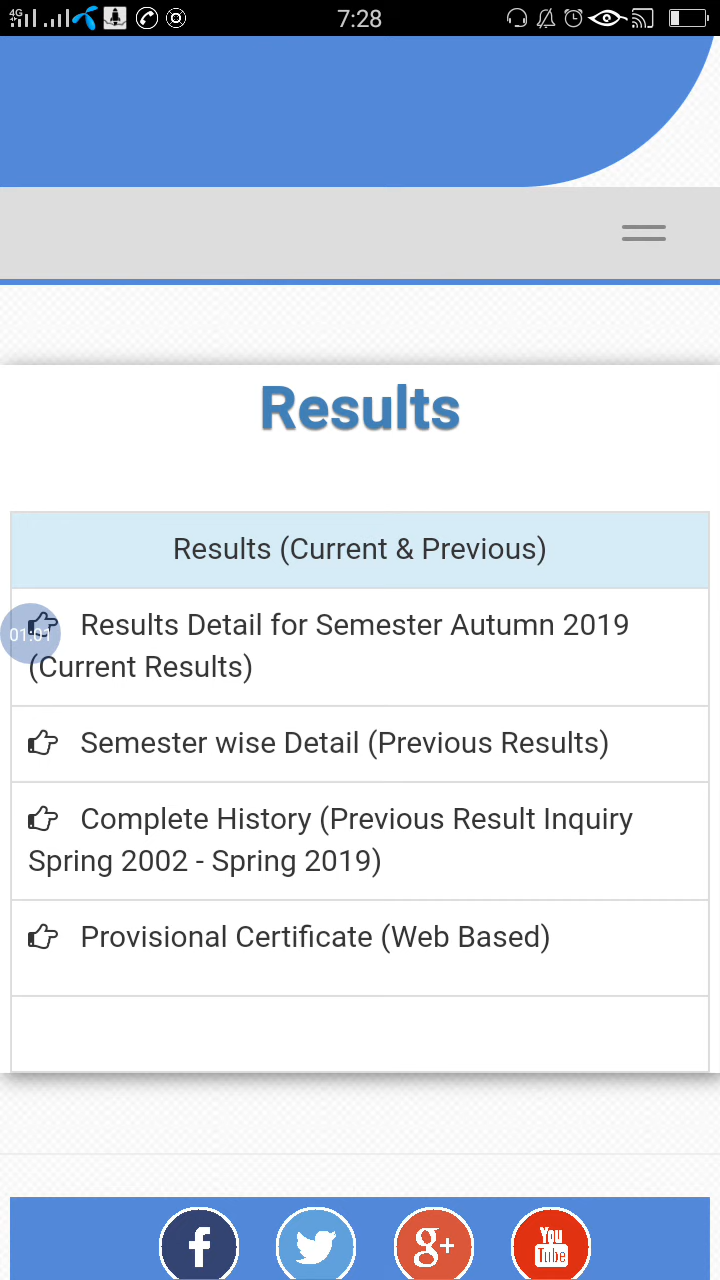 4G
7:28
Results
Results (Current & Previous)
Results Detail for Semester Autumn 2019
01:01
(Current Results)
Semester wise Detail (Previous Results)
Complete History (Previous Result Inquiry
Spring 2002 - Spring 2019)
Provisional Certificate (Web Based)
f
g+
You
Tube